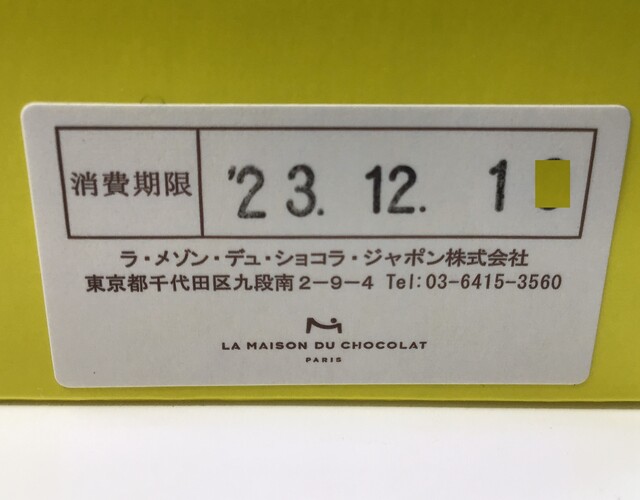 消費期限 '23. 12. 1
ラ・メゾン・デュ・ショコラ・ジャポン株式会社
東京都千代田区九段南2-9-4 Tel:03-6415-3560
LA MAISON DU CHOCOLAT
PARIS